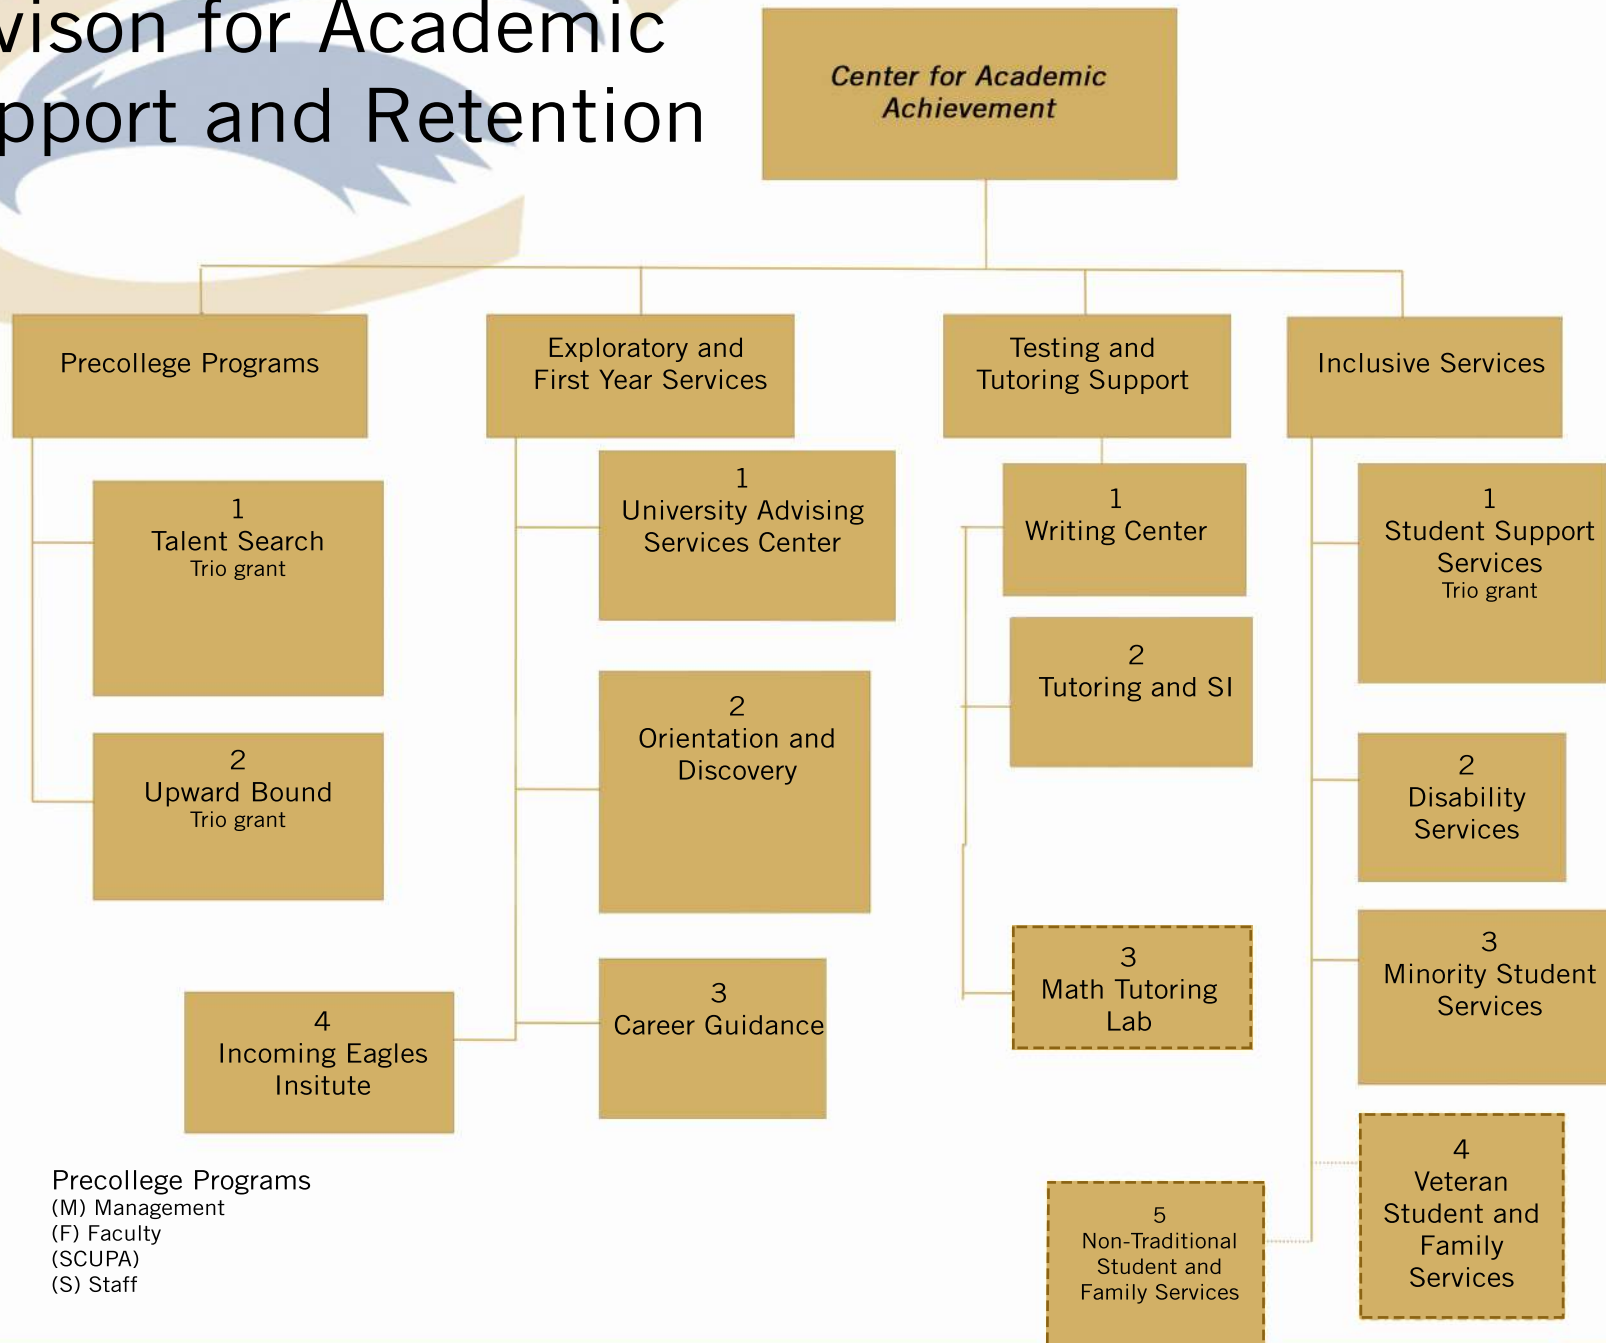 vison for Academic
pport and Retention
Center for Academic
Achievement
Precollege Programs
Exploratory and
First Year Services
Testing and
Tutoring Support
Inclusive Services
1
Talent Search
Trio grant
2
Upward Bound
Trio grant
1
University Advising
Services Center
2
Orientation and
Discovery
3
Career Guidance
4
Incoming Eagles
Insitute
1
Writing Center
2
Tutoring and SI
3
Math Tutoring
Lab
1
Student Support
Services
Trio grant
2
Disability
Services
3
Minority Student
Services
4
Veteran
Student and
Family
Services
5
Non-Traditional
Student and
Family Services
Precollege Programs
(M) Management
(F) Faculty
(SCUPA)
(S) Staff